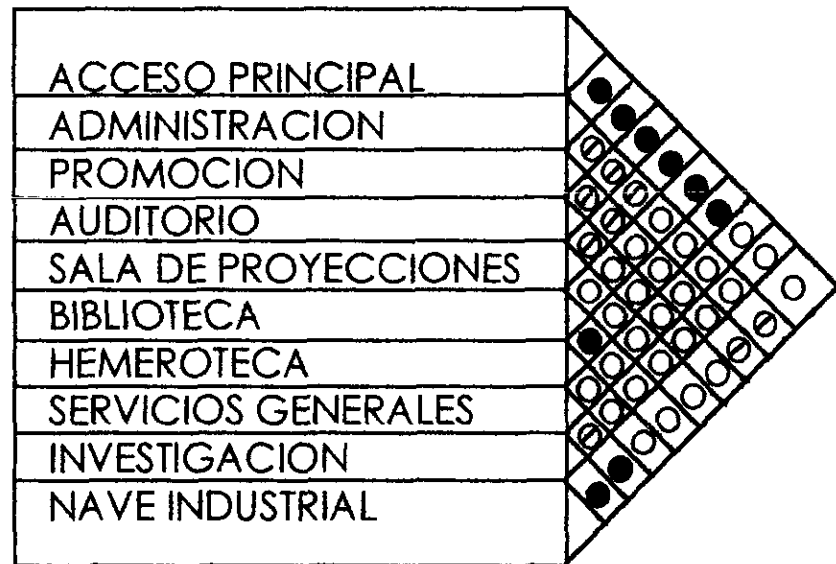 ACCESO PRINCIPAL
ADMINISTRACION
PROMOCION
AUDITORIO
SALA DE PROYECCIONES
BIBLIOTECA
HEMEROTECA
SERVICIOS GENERALES
INVESTIGACION
NAVE INDUSTRIAL